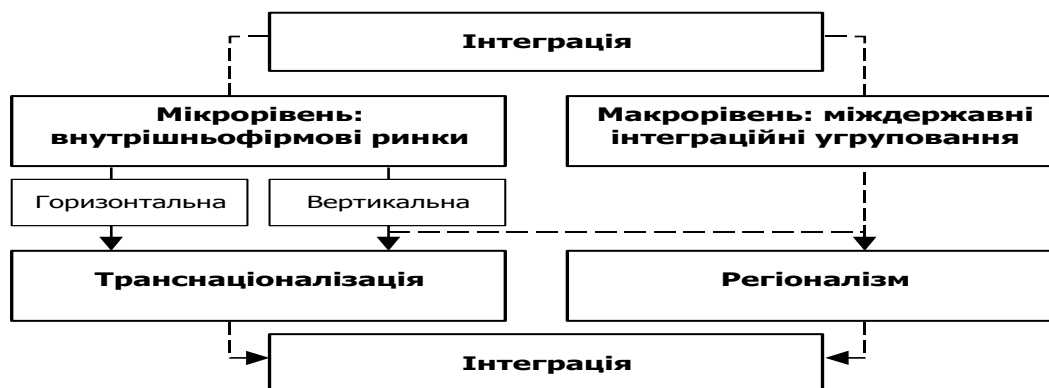 Інтеграція
Мікрорівень:
внутрішньофірмові ринки
Макрорівень: міждержавні
інтеграційні угруповання
Горизонтальна
Вертикальна
Транснаціоналізація
Регіоналізм
Інтеграція